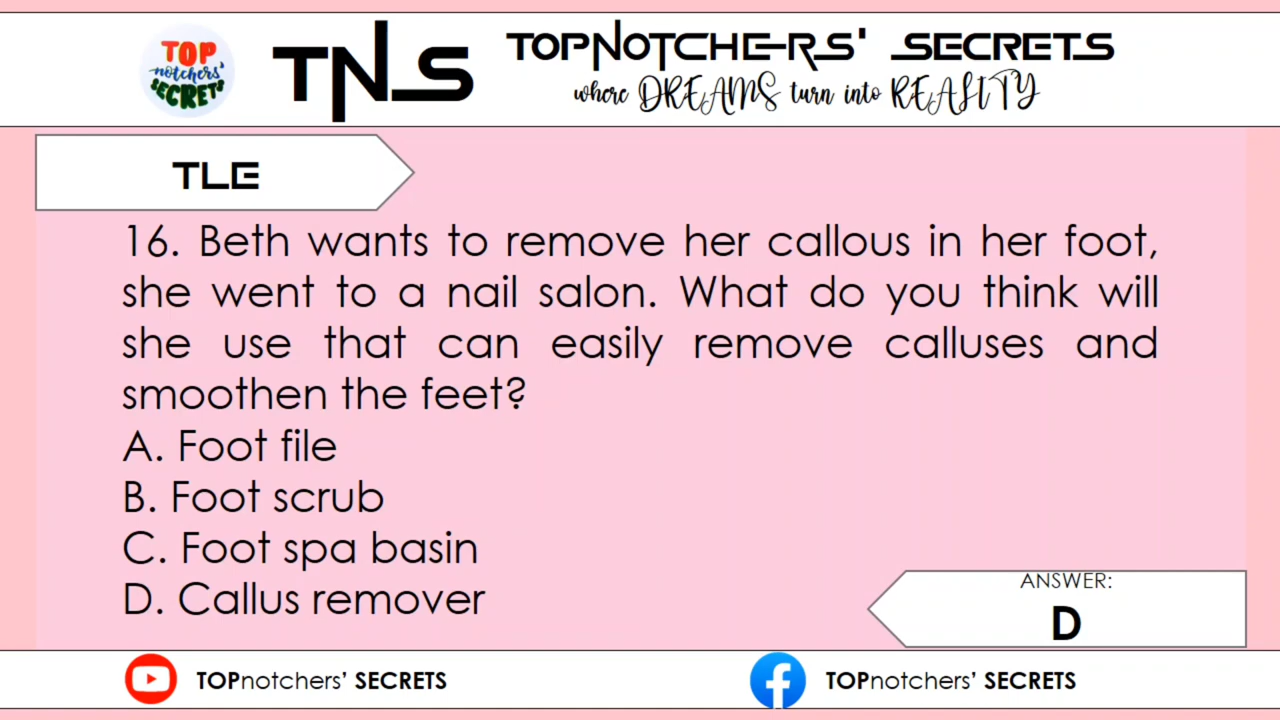 TOP
notchers'
SECRETS
TNS
TOPNOTCHERS' SECRETS
where DREAMS turn into REALITY
TLE
16. Beth wants to remove her callous in her foot,
she went to a nail salon. What do you think will
she use that can easily remove calluses and
smoothen the feet?
A. Foot file
B. Foot scrub
C. Foot spa basin
D. Callus remover
ANSWER:
D
TOPnotchers' SECRETS
TOPnotchers' SECRETS